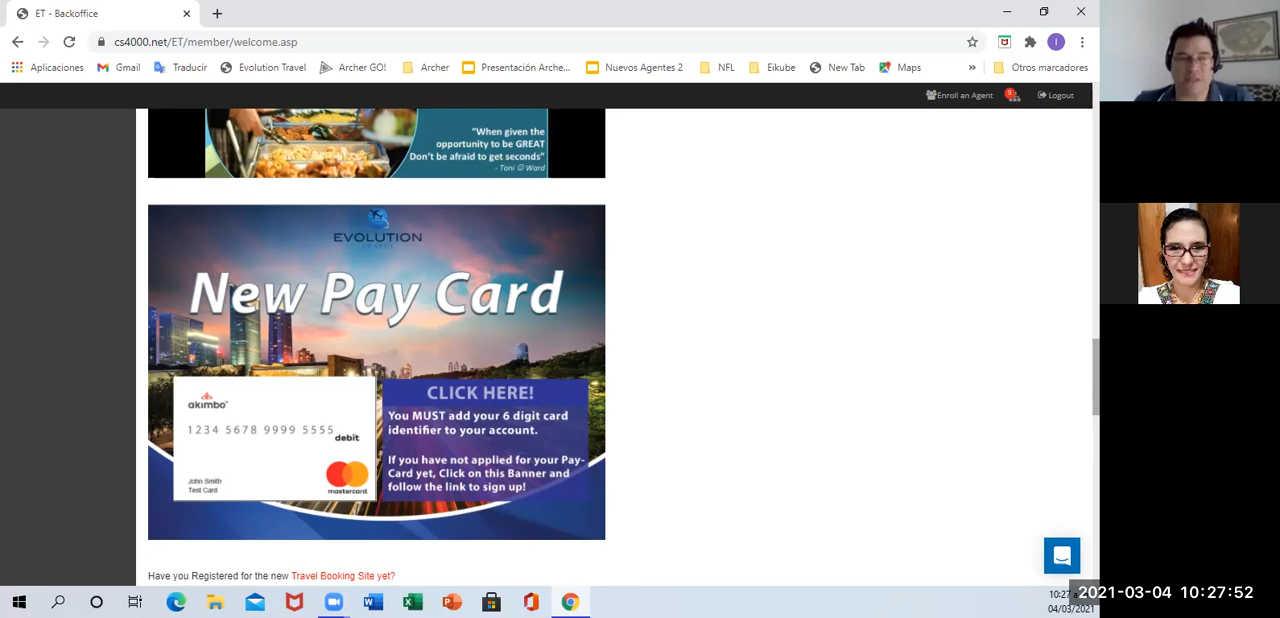 ET - Backoffice
cs4000.net/ET/member/welcome.asp
I
Aplicaciones
Gmail
Traducir
Evolution Travel
Archer GO!
Archer
Presentación Arche...
Nuevos Agentes 2
NFL
Eikube
New Tab
Maps
»
Otros marcadores
Enroll an Agent
9
Logout
"When given the
opportunity to be GREAT
Don't be afraid to get seconds"
- Toni ☺ Ward
EVOLUTION
TRAVEL
New Pay Card
akimbo
1234 5678 9999 5555
debit
John Smith
Test Card
mastercard
CLICK HERE!
You MUST add your 6 digit card
identifier to your account.
If you have not applied for your Pay-
Card yet, Click on this Banner and
follow the link to sign up!
Have you Registered for the new Travel Booking Site yet?
10:27 a
04/03/2021
2021-03-04 10:27:52